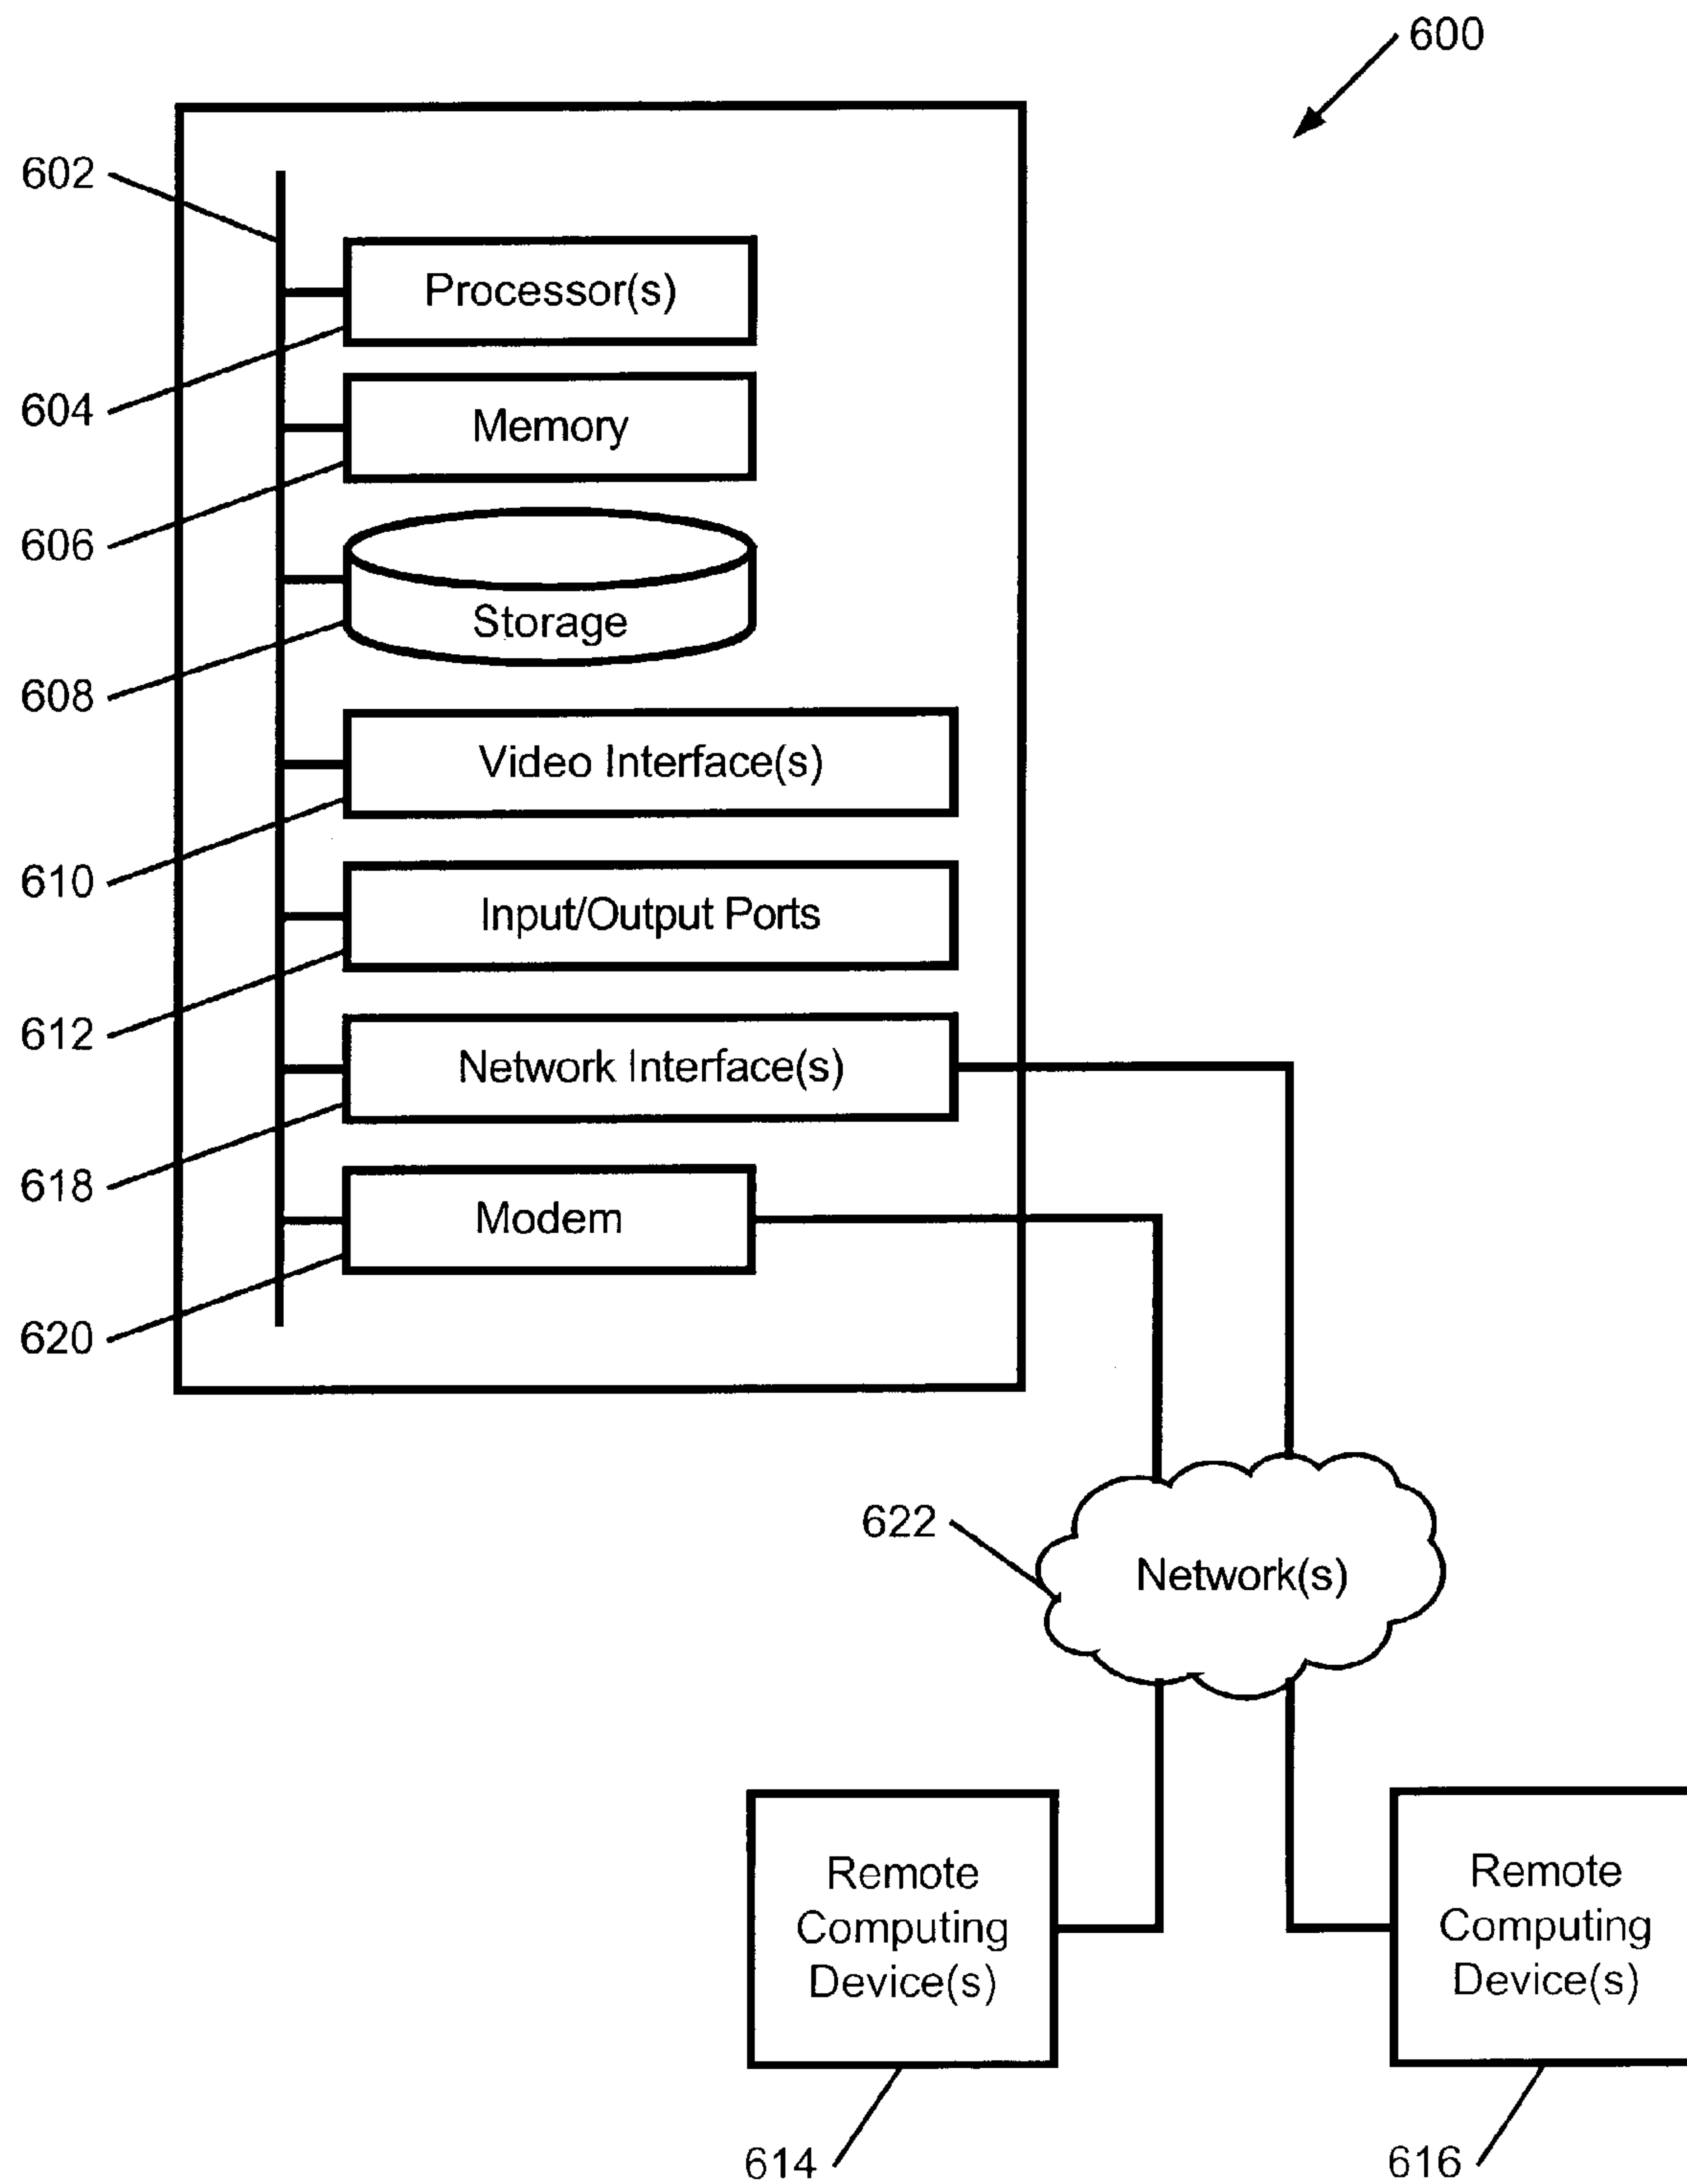 600
602
Processor(s)
604
Memory
606
Storage
608
Video Interface(s)
610
Input/Output Ports
612
Network Interface(s)
618
Modem
620
622
Network(s)
Remote
Computing
Device(s)
614
Remote
Computing
Device(s)
616